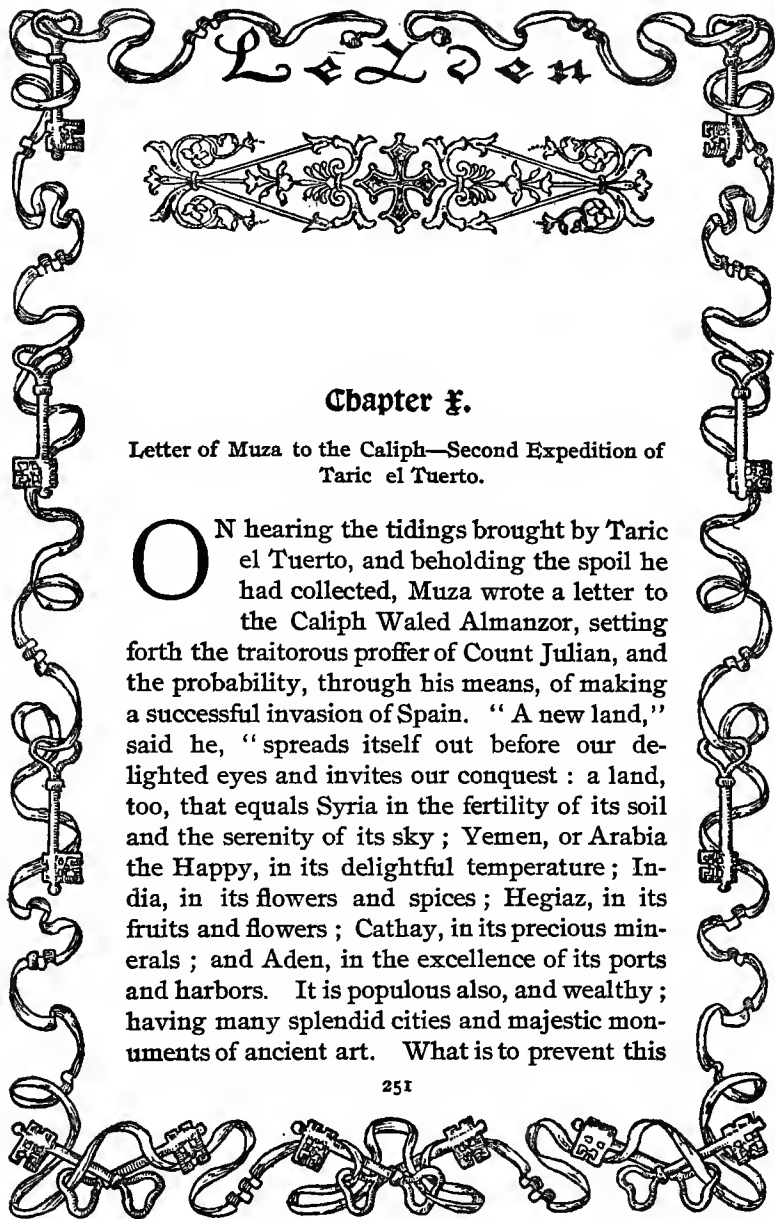 Leyden
Chapter X.
Letter of Muza to the Caliph—Second Expedition of
Taric el Tuerto.
ON hearing the tidings brought by Taric
el Tuerto, and beholding the spoil he
had collected, Muza wrote a letter to
the Caliph Waled Almanzor, setting
forth the traitorous proffer of Count Julian, and
the probability, through his means, of making
a successful invasion of Spain. “A new land,”
said he, “spreads itself out before our de-
lighted eyes and invites our conquest: a land,
too, that equals Syria in the fertility of its soil
and the serenity of its sky; Yemen, or Arabia
the Happy, in its delightful temperature; In-
dia, in its flowers and spices; Hegiaz, in its
fruits and flowers; Cathay, in its precious min-
erals; and Aden, in the excellence of its ports
and harbors. It is populous also, and wealthy;
having many splendid cities and majestic mon-
uments of ancient art. What is to prevent this
251